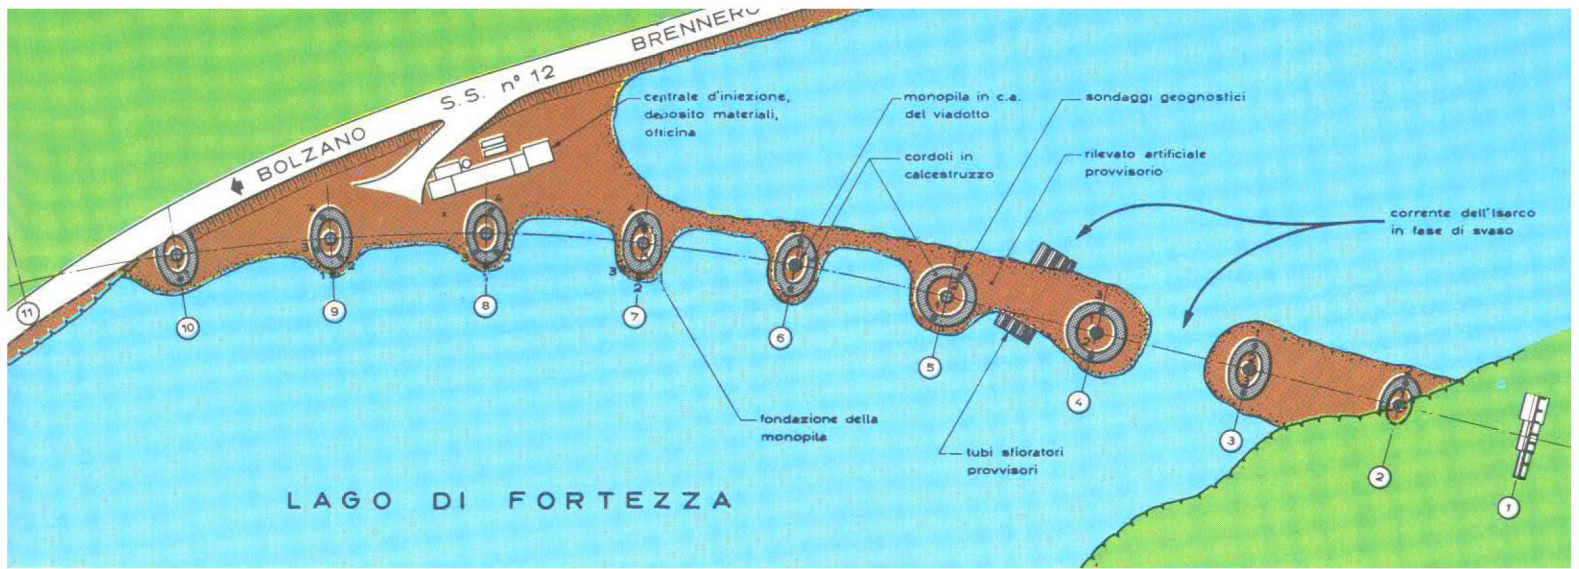 BRENNERO
S.S. n° 12
BOLZANO
centrale d'iniezione,
deposito materiali,
officina
monopila in c.a.
del viadotto
sondaggi geognostici
cordoli in
calcestruzzo
rilevato artificiale
provvisorio
corrente dell'Isarco
in fase di svaso
fondazione della
monopila
tubi sfioratori
provvisori
LAGO DI FORTEZZA
11
10
9
8
7
6
5
4
3
2
1